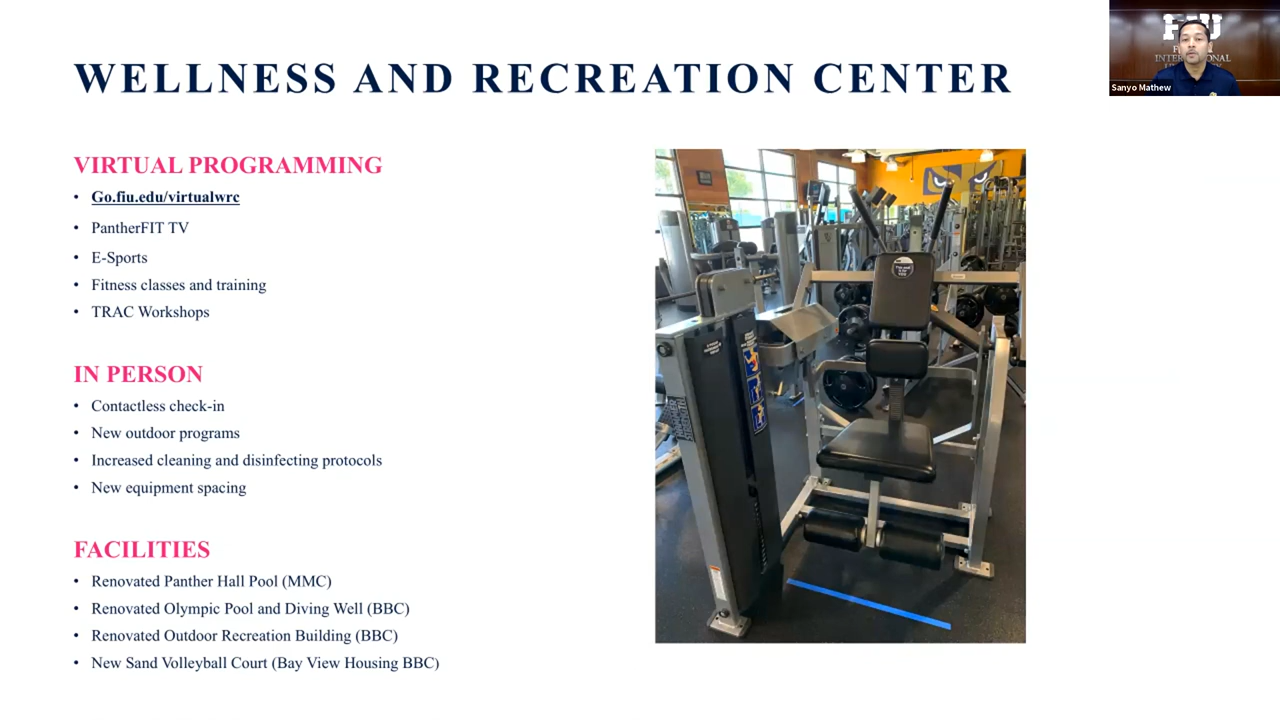 WELLNESS AND RECREATION CENTER
Sanyo Mathew
VIRTUAL PROGRAMMING
• Go.fiu.edu/virtualwrc
• PantherFIT TV
• E-Sports
• Fitness classes and training
• TRAC Workshops
IN PERSON
• Contactless check-in
• New outdoor programs
• Increased cleaning and disinfecting protocols
• New equipment spacing
FACILITIES
• Renovated Panther Hall Pool (MMC)
• Renovated Olympic Pool and Diving Well (BBC)
• Renovated Outdoor Recreation Building (BBC)
• New Sand Volleyball Court (Bay View Housing BBC)